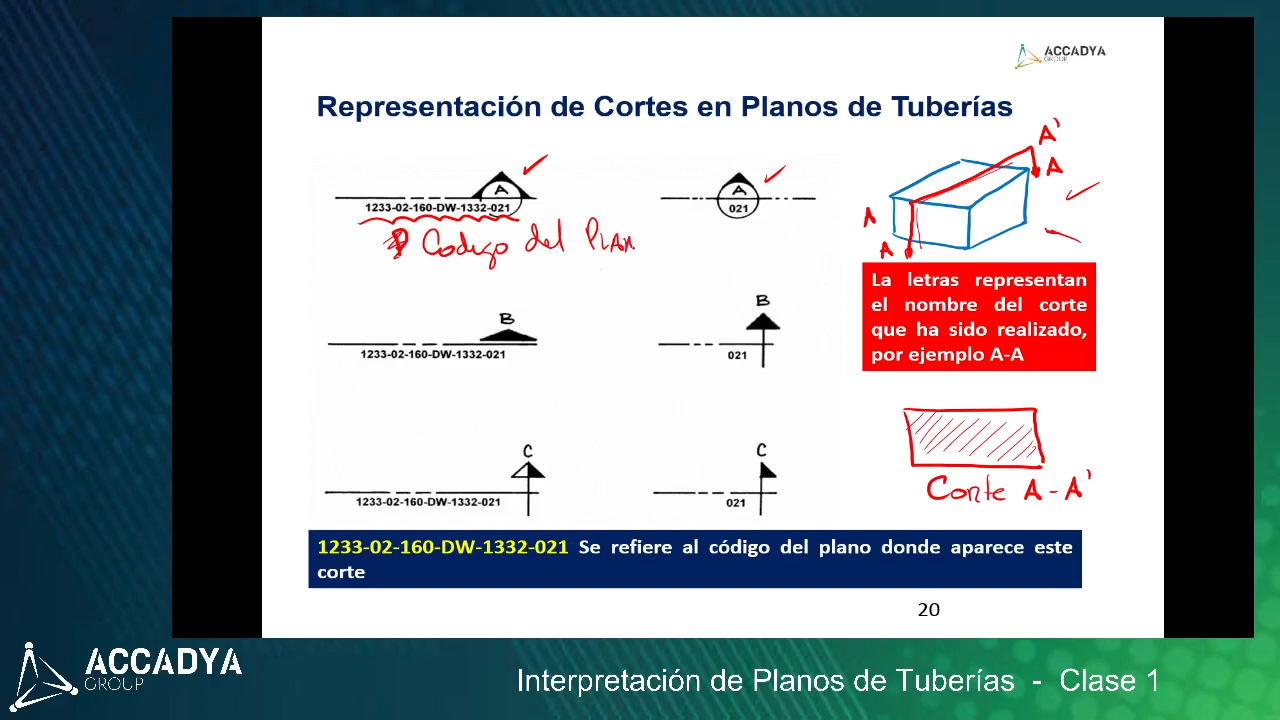 ACCADYA
GROUP
Representación de Cortes en Planos de Tuberías
A'
A
A
A
1233-02-160-DW-1332-021
A
021
A
A
Codigo del PLAN
La letras representan
el nombre del corte
que ha sido realizado,
por ejemplo A-A
B
1233-02-160-DW-1332-021
B
021
C
1233-02-160-DW-1332-021
C
021
Corte A - A'
1233-02-160-DW-1332-021 Se refiere al código del plano donde aparece este
corte
20
ACCADYA
GROUP
Interpretación de Planos de Tuberías - Clase 1